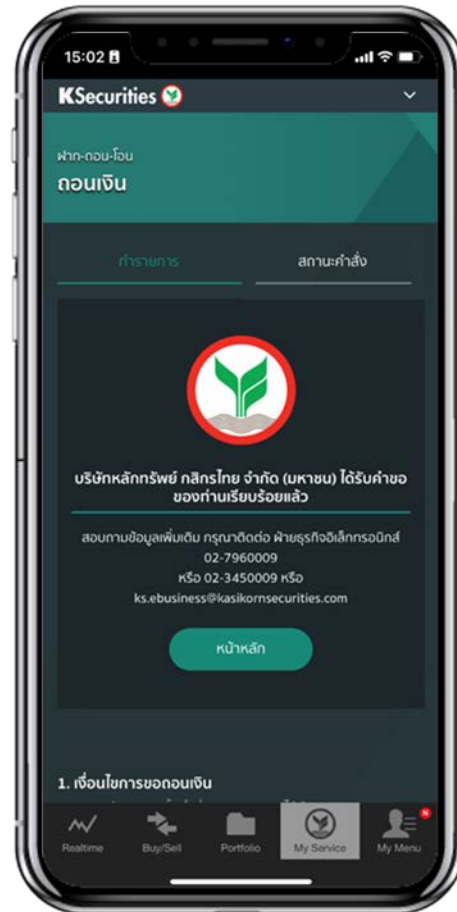 15:02
KSecurities
ฝาก-ถอน-โอน
ถอนเงิน
ทำรายการ
สถานะคำสั่ง
บริษัทหลักทรัพย์ กสิกรไทย จำกัด (มหาชน) ได้รับคำขอ
ของท่านเรียบร้อยแล้ว
สอบถามข้อมูลเพิ่มเติม กรุณาติดต่อ ฝ่ายธุรกิจอิเล็กทรอนิกส์
02-7960009
หรือ 02-3450009 หรือ
ks.ebusiness@kasikornsecurities.com
หน้าหลัก
1. เงื่อนไขการขอถอนเงิน
Realtime
Buy/Sell
Portfolio
My Service
My Menu
N